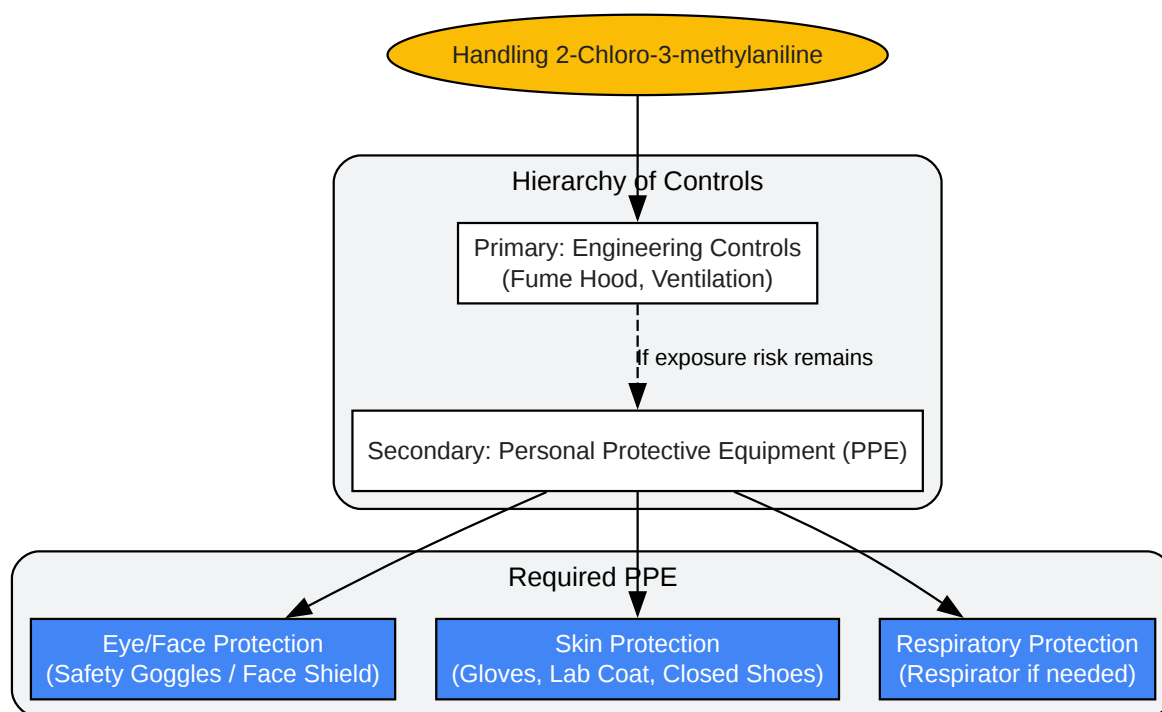 Handling 2-Chloro-3-methylaniline
Hierarchy of Controls
Primary: Engineering Controls
(Fume Hood, Ventilation)
If exposure risk remains
Secondary: Personal Protective Equipment (PPE)
Required PPE
Eye/Face Protection
(Safety Goggles / Face Shield)
Skin Protection
(Gloves, Lab Coat, Closed Shoes)
Respiratory Protection
(Respirator if needed)